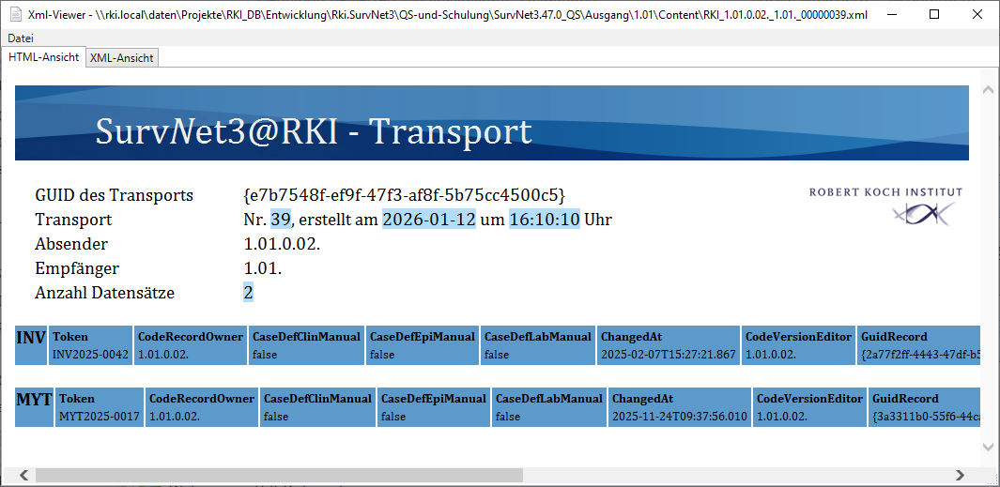 Xml-Viewer - \\rki.local\daten\Projekte\RKI_DB\Entwicklung\Rki.SurvNet3\QS-und-Schulung\SurvNet3.47.0_QS\Ausgang\1.01\Content\RKI_1.01.0.02._1.01._00000039.xml
Datei
HTML-Ansicht XML-Ansicht
SurvNet3@RKI - Transport
GUID des Transports {e7b7548f-ef9f-47f3-af8f-5b75cc4500c5}
ROBERT KOCH INSTITUT
Transport Nr. 39, erstellt am 2026-01-12 um 16:10:10 Uhr
Absender 1.01.0.02.
Empfänger 1.01.
Anzahl Datensätze 2
INV Token CodeRecordOwner CaseDefClinManual CaseDefEpiManual CaseDefLabManual ChangedAt CodeVersionEditor GuidRecord
INV2025-0042 1.01.0.02. false false false 2025-02-07T15:27:21.867 1.01.0.02. {2a77f2ff-4443-47df-b5
MYT Token CodeRecordOwner CaseDefClinManual CaseDefEpiManual CaseDefLabManual ChangedAt CodeVersionEditor GuidRecord
MYT2025-0017 1.01.0.02. false false false 2025-11-24T09:37:56.010 1.01.0.02. {3a3311b0-55f6-44c